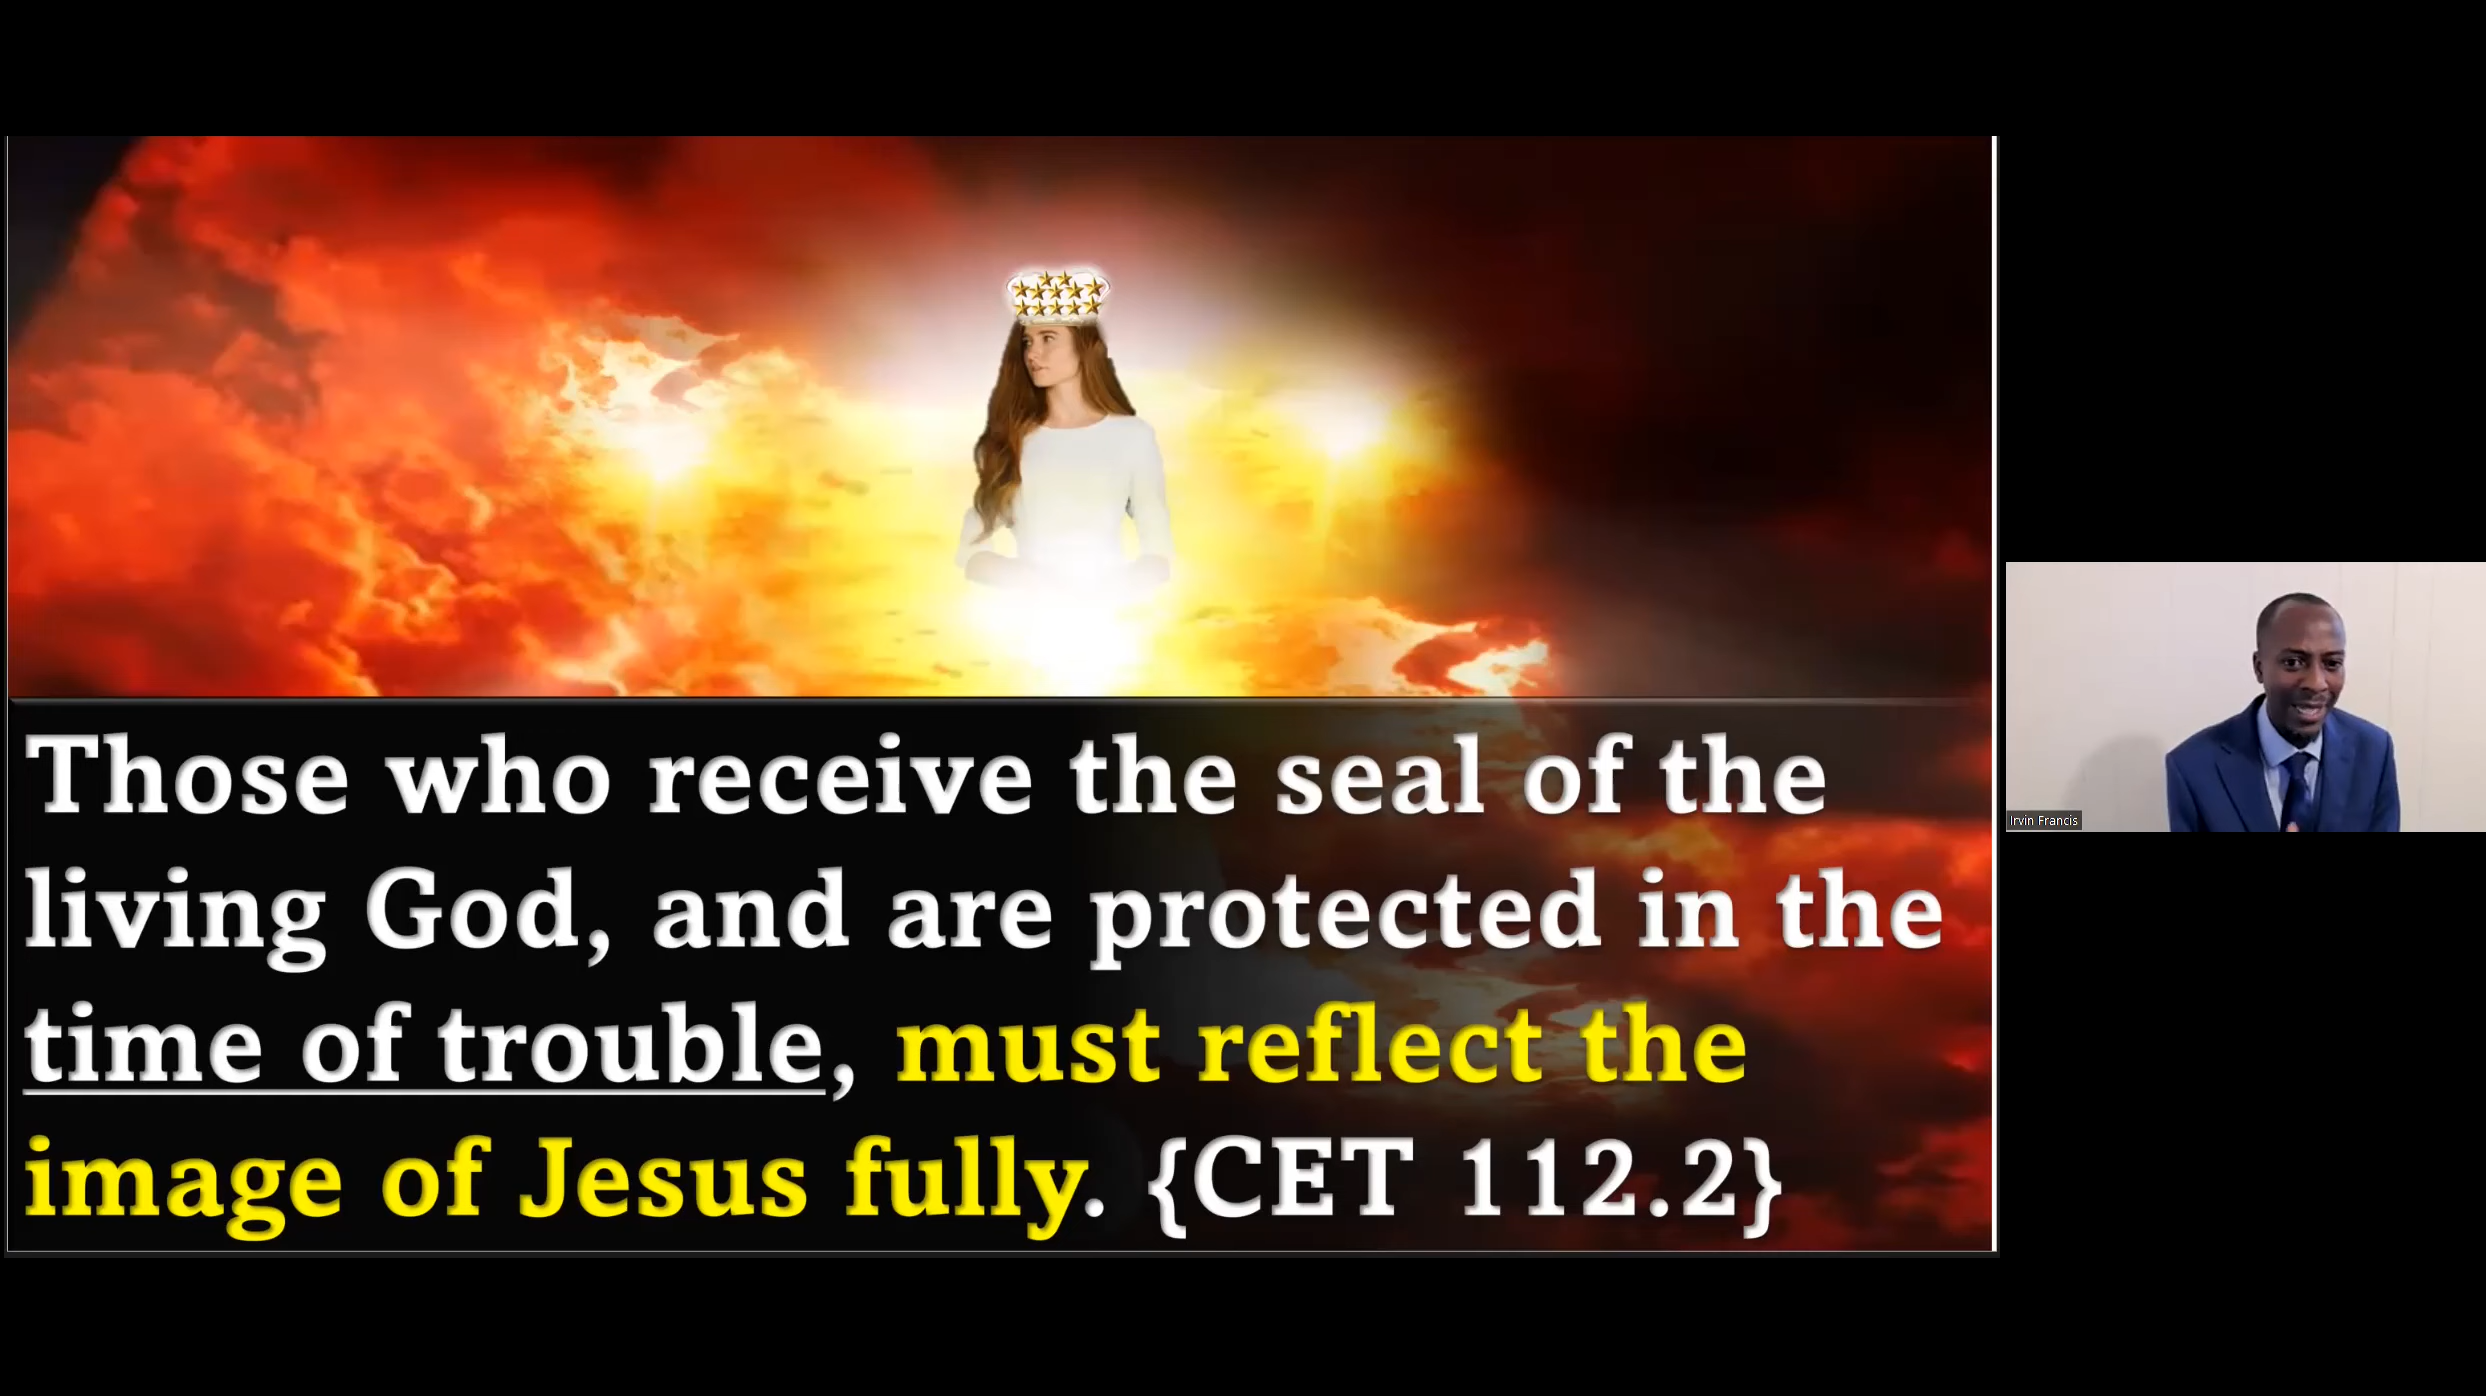 Those who receive the seal of the
living God, and are protected in the
time of trouble, must reflect the
image of Jesus fully. {CET 112.2}
Irvin Francis